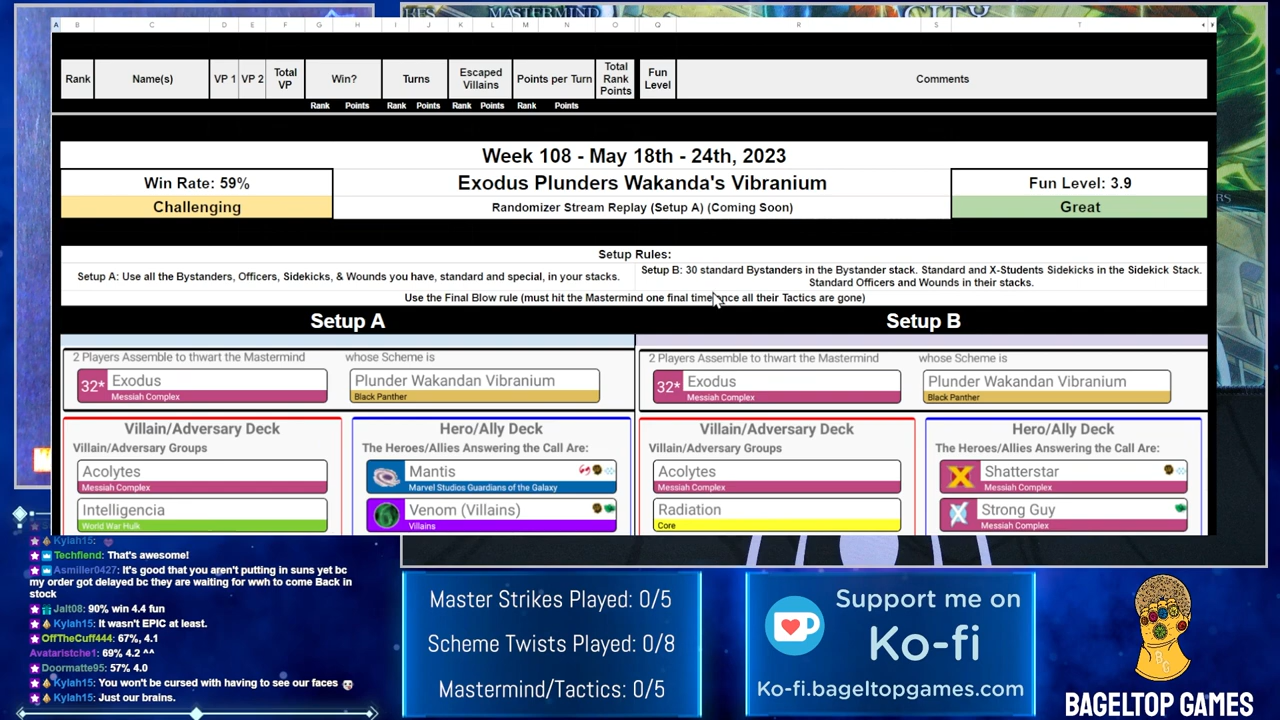 KES
MASTERMIND
CITY
A B C D E F G H I J K L M N O Q R S T
Rank Name(s) VP 1 VP 2 Total VP Win? Turns Escaped Villains Points per Turn Total Rank Points Fun Level Comments
Rank Points Rank Points Rank Points Rank Points
Week 108 - May 18th - 24th, 2023
Win Rate: 59% Exodus Plunders Wakanda's Vibranium Fun Level: 3.9
Challenging Randomizer Stream Replay (Setup A) (Coming Soon) Great
Setup Rules:
Setup A: Use all the Bystanders, Officers, Sidekicks, & Wounds you have, standard and special, in your stacks.
Setup B: 30 standard Bystanders in the Bystander stack. Standard and X-Students Sidekicks in the Sidekick Stack.
Standard Officers and Wounds in their stacks.
Use the Final Blow rule (must hit the Mastermind one final time once all their Tactics are gone)
Setup A Setup B
2 Players Assemble to thwart the Mastermind whose Scheme is
32* Exodus Plunder Wakandan Vibranium
Messiah Complex Black Panther
2 Players Assemble to thwart the Mastermind whose Scheme is
32* Exodus Plunder Wakandan Vibranium
Messiah Complex Black Panther
Villain/Adversary Deck Hero/Ally Deck
Villain/Adversary Groups The Heroes/Allies Answering the Call Are:
Acolytes Mantis
Messiah Complex Marvel Studios Guardians of the Galaxy
Intelligencia Venom (Villains)
World War Hulk Villains
Villain/Adversary Deck Hero/Ally Deck
Villain/Adversary Groups The Heroes/Allies Answering the Call Are:
Acolytes Shatterstar
Messiah Complex Messiah Complex
Radiation Strong Guy
Core Messiah Complex
Kylah15:
Techfiend: That's awesome!
Asmiller0427: It's good that you aren't putting in suns yet bc
my order got delayed bc they are waiting for wwh to come Back in
stock
Jalt08: 90% win 4.4 fun
Kylah15: It wasn't EPIC at least.
OffTheCuff444: 67%, 4.1
Avataristche1: 69% 4.2 ^^
Doormatte95: 57% 4.0
Kylah15: You won't be cursed with having to see our faces
Kylah15: Just our brains.
Master Strikes Played: 0/5
Scheme Twists Played: 0/8
Mastermind/Tactics: 0/5
Support me on
Ko-fi
Ko-fi.bageltopgames.com
BG
BAGELTOP GAMES